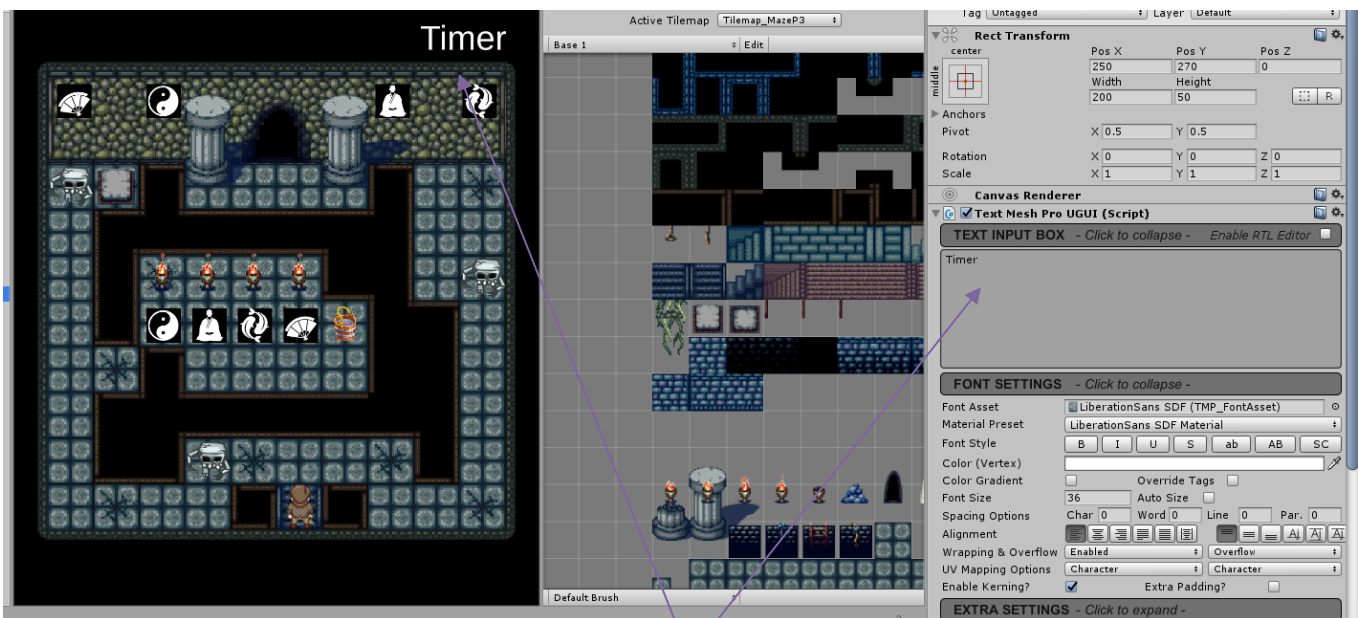 Timer
Active Tilemap Tilemap_MazeP3
Base 1 Edit
Default Brush
Tag Untagged Layer Default
Rect Transform
center Pos X Pos Y Pos Z
middle 250 270 0
Width Height
200 50 R
Anchors
Pivot X 0.5 Y 0.5
Rotation X 0 Y 0 Z 0
Scale X 1 Y 1 Z 1
Canvas Renderer
Text Mesh Pro UGUI (Script)
TEXT INPUT BOX - Click to collapse - Enable RTL Editor
Timer
FONT SETTINGS - Click to collapse -
Font Asset LiberationSans SDF (TMP_FontAsset)
Material Preset LiberationSans SDF Material
Font Style B I U S ab AB SC
Color (Vertex)
Color Gradient Override Tags
Font Size 36 Auto Size
Spacing Options Char 0 Word 0 Line 0 Par. 0
Alignment
Wrapping & Overflow Enabled Overflow
UV Mapping Options Character Character
Enable Kerning? Extra Padding?
EXTRA SETTINGS - Click to expand -